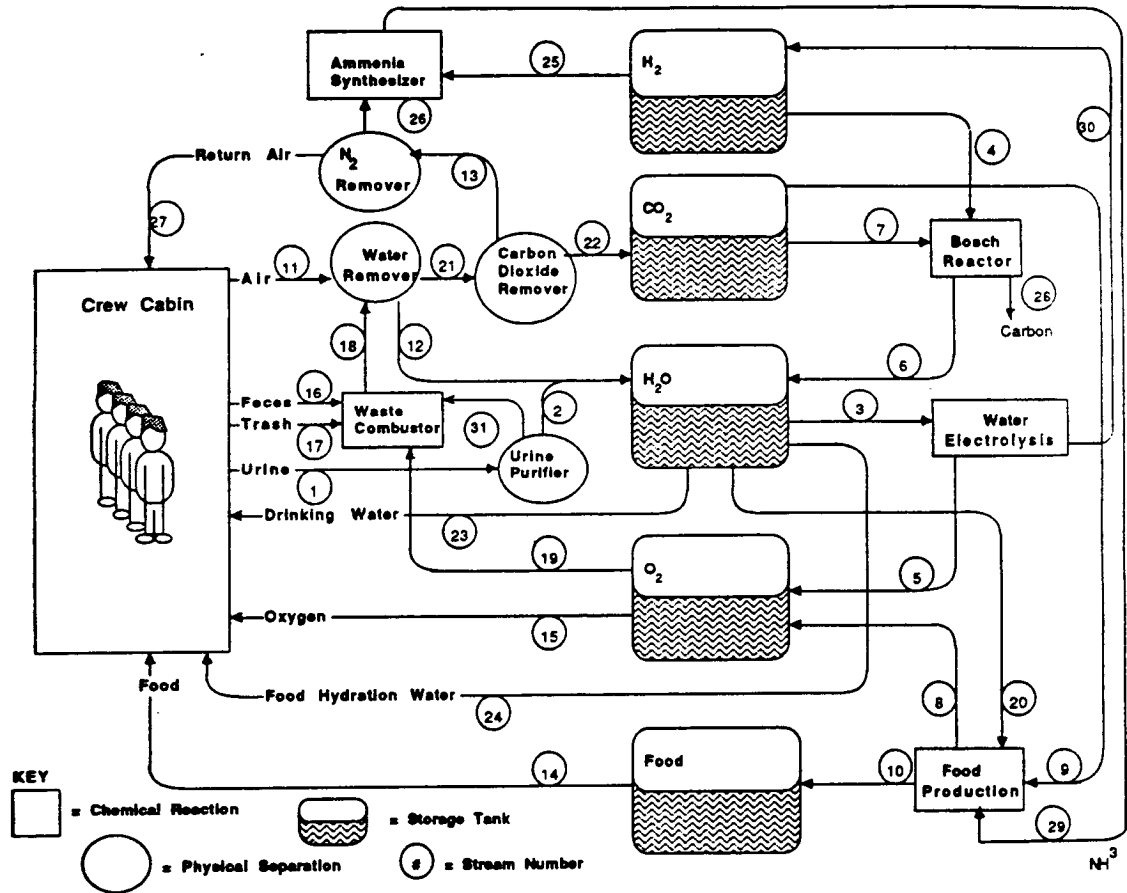 Ammenia
Synthesizer
25
H2
26
30
4
Return Air
N2
Remover
13
CO2
27
Water
Remover
Carbon
Dioxide
Remover
22
7
Bosch
Reactor
Air
11
21
26
Carbon
Crew Cabin
18
12
6
H2O
Feces
16
Waste
Combustor
2
3
Water
Electrolysis
Trash
17
31
Urine
Purifier
Urine
1
Drinking Water
23
19
O2
5
Oxygen
15
Food
Food Hydration Water
24
8
20
14
Food
10
Food
Production
9
KEY
= Chemical Reaction
= Storage Tank
29
NH3
= Physical Separation
# = Stream Number